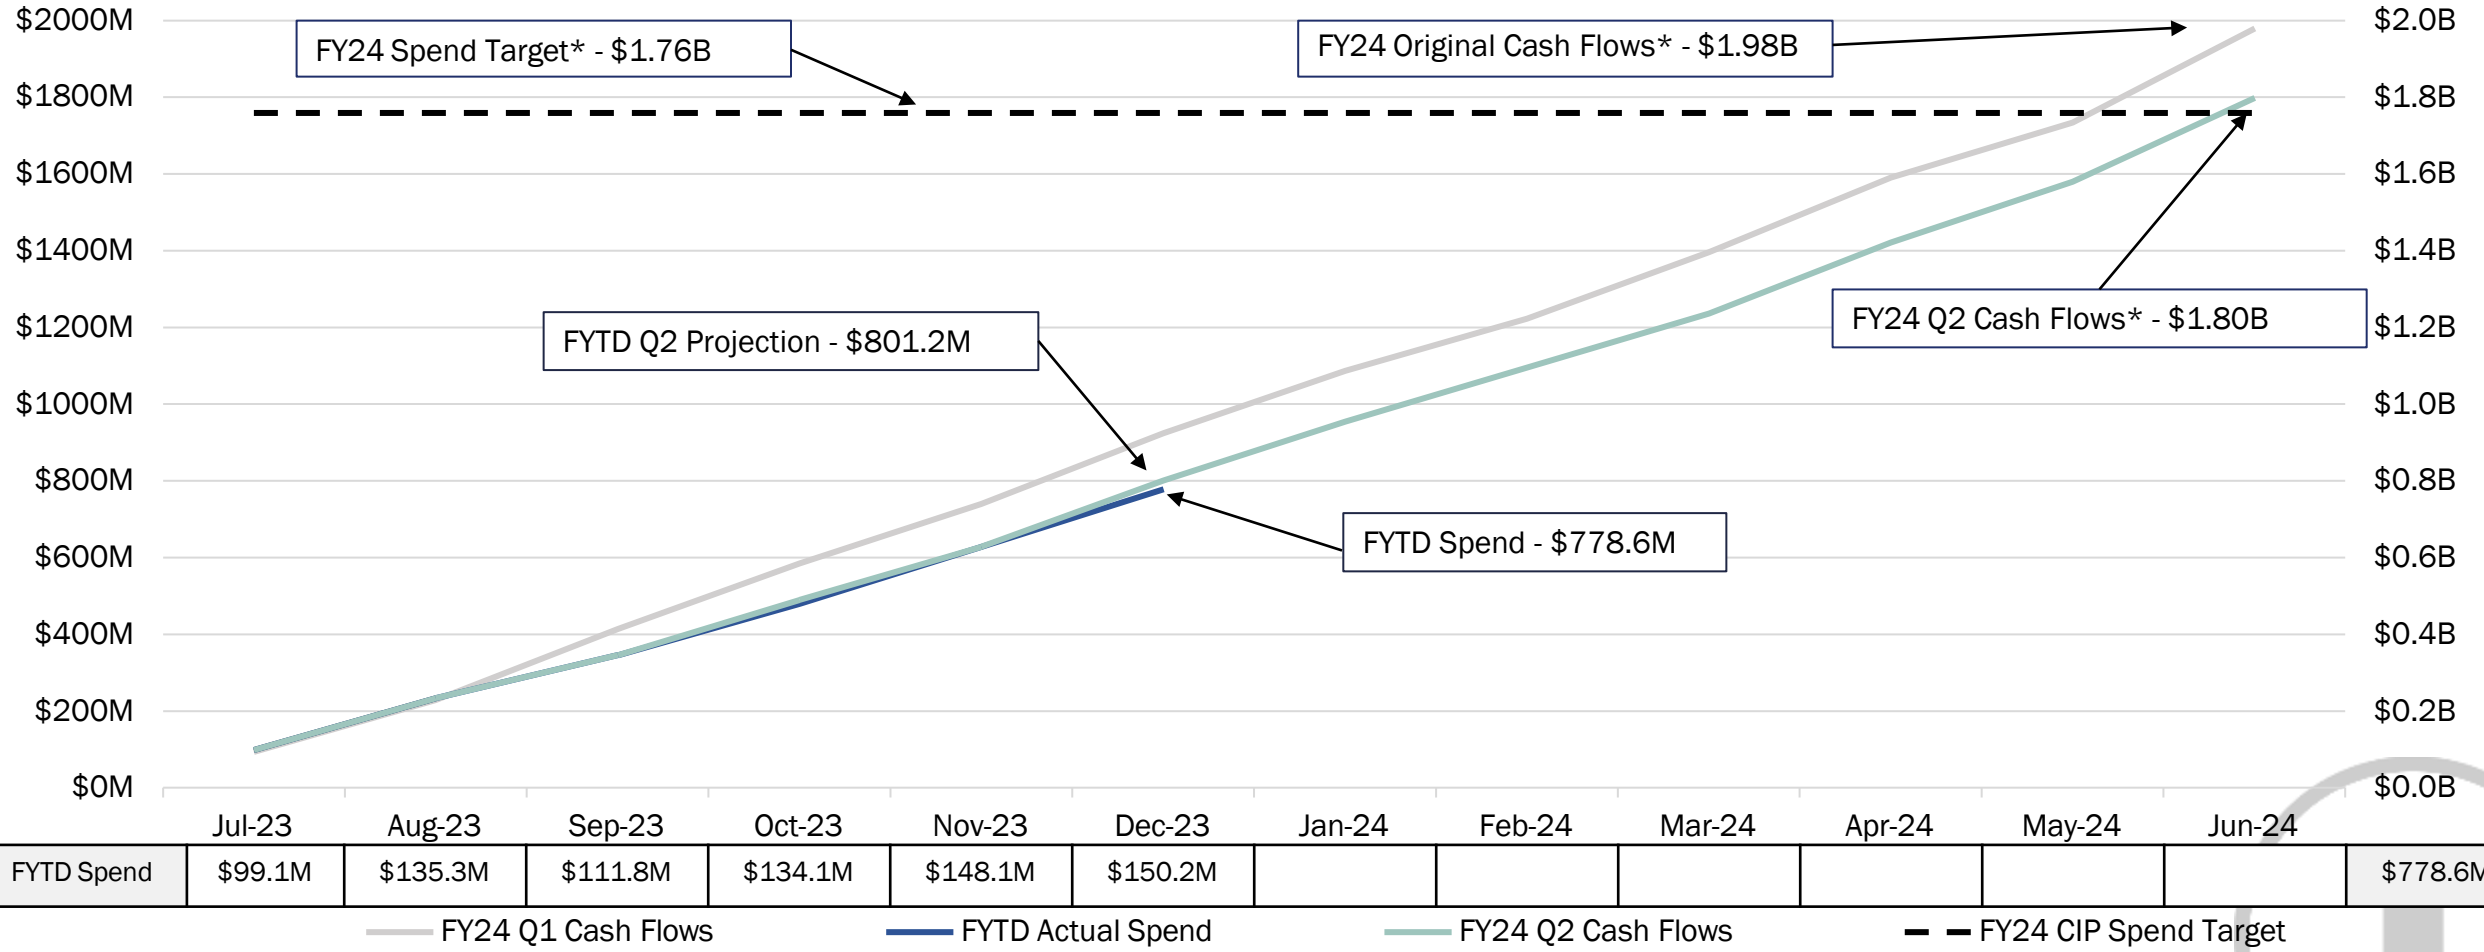 $2000M
$1800M
$1600M
$1400M
$1200M
$1000M
$800M
$600M
$400M
$200M
$0M
FY24 Spend Target* - $1.76B
FY24 Original Cash Flows* - $1.98B
FYTD Q2 Projection - $801.2M
FY24 Q2 Cash Flows* - $1.80B
FYTD Spend - $778.6M
$2.0B
$1.8B
$1.6B
$1.4B
$1.2B
$1.0B
$0.8B
$0.6B
$0.4B
$0.2B
$0.0B
Jul-23 Aug-23 Sep-23 Oct-23 Nov-23 Dec-23 Jan-24 Feb-24 Mar-24 Apr-24 May-24 Jun-24
FYTD Spend $99.1M $135.3M $111.8M $134.1M $148.1M $150.2M $778.6M
FY24 Q1 Cash Flows FYTD Actual Spend FY24 Q2 Cash Flows FY24 CIP Spend Target